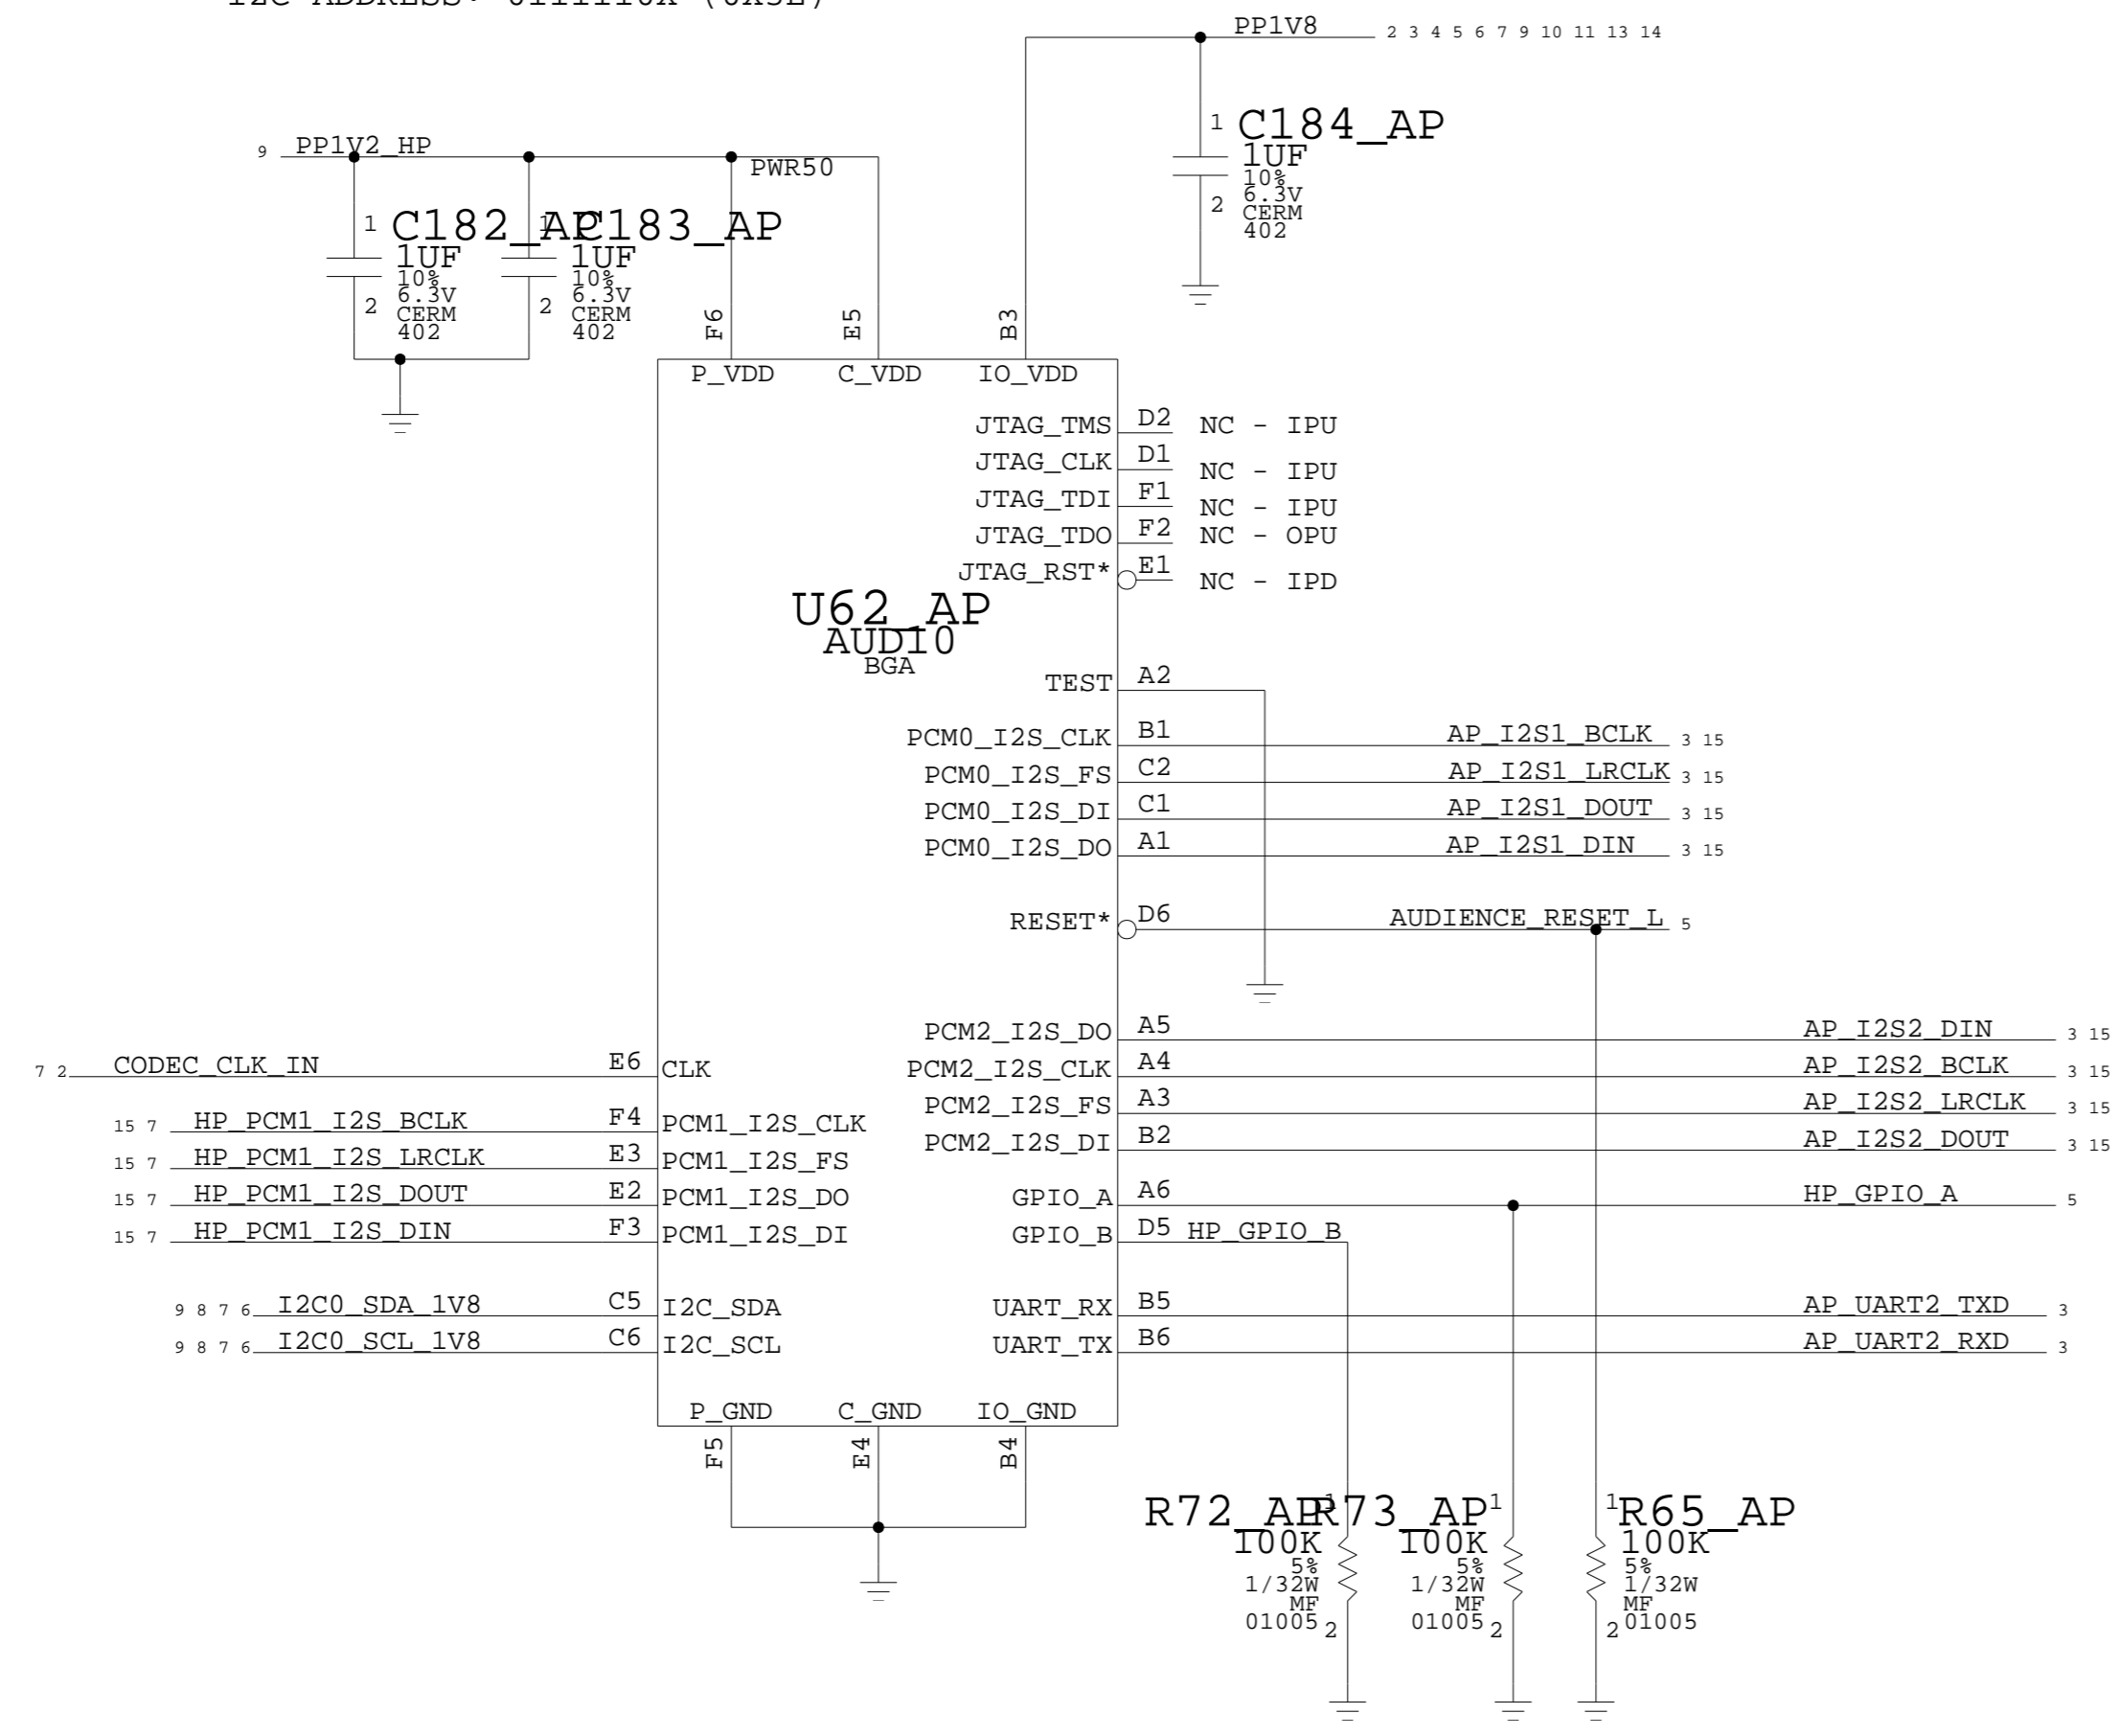 PP1V8 2 3 4 5 6 7 9 10 11 13 14
1 C184_AP
1UF
10%
6.3V
2 CERM
402
9 PP1V2_HP
PWR50
1 C182_AP
1UF
10%
6.3V
2 CERM
402
1 C183_AP
1UF
10%
6.3V
2 CERM
402
F6 E5 B3
P_VDD C_VDD IO_VDD
JTAG_TMS D2 NC - IPU
JTAG_CLK D1 NC - IPU
JTAG_TDI F1 NC - IPU
JTAG_TDO F2 NC - OPU
JTAG_RST* E1 NC - IPD
U62_AP
AUDIO
BGA
TEST A2
PCM0_I2S_CLK B1 AP_I2S1_BCLK 3 15
PCM0_I2S_FS C2 AP_I2S1_LRCLK 3 15
PCM0_I2S_DI C1 AP_I2S1_DOUT 3 15
PCM0_I2S_DO A1 AP_I2S1_DIN 3 15
RESET* D6 AUDIENCE_RESET_L 5
PCM2_I2S_DO A5 AP_I2S2_DIN 3 15
7 2 CODEC_CLK_IN E6 CLK
PCM2_I2S_CLK A4 AP_I2S2_BCLK 3 15
PCM2_I2S_FS A3 AP_I2S2_LRCLK 3 15
15 7 HP_PCM1_I2S_BCLK F4 PCM1_I2S_CLK
PCM2_I2S_DI B2 AP_I2S2_DOUT 3 15
15 7 HP_PCM1_I2S_LRCLK E3 PCM1_I2S_FS
15 7 HP_PCM1_I2S_DOUT E2 PCM1_I2S_DO
GPIO_A A6 HP_GPIO_A 5
15 7 HP_PCM1_I2S_DIN F3 PCM1_I2S_DI
GPIO_B D5 HP_GPIO_B
9 8 7 6 I2C0_SDA_1V8 C5 I2C_SDA
UART_RX B5 AP_UART2_TXD 3
9 8 7 6 I2C0_SCL_1V8 C6 I2C_SCL
UART_TX B6 AP_UART2_RXD 3
P_GND C_GND IO_GND
F5 E4 B4
R72_AP 1
100K
5%
1/32W
MF
01005 2
R73_AP 1
100K
5%
1/32W
MF
01005 2
1 R65_AP
100K
5%
1/32W
MF
2 01005